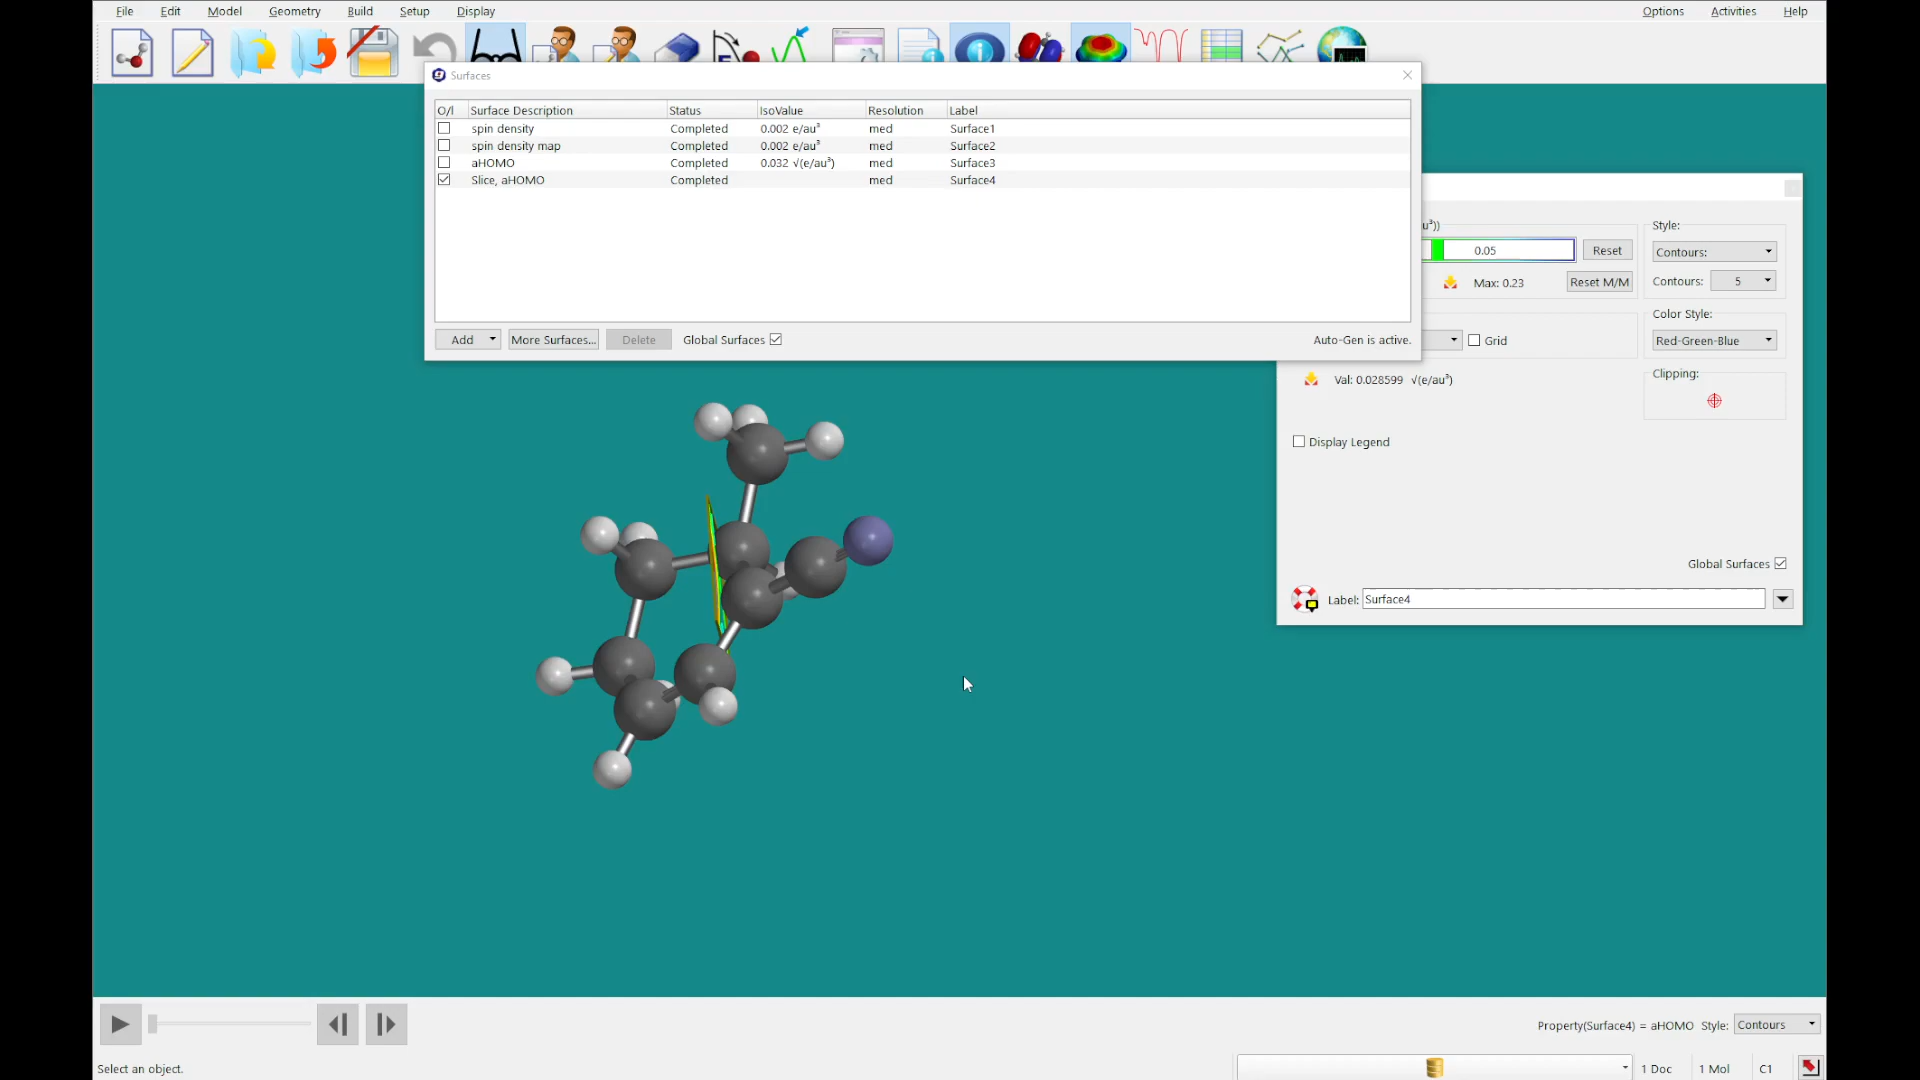 File Edit Model Geometry Build Setup Display Options Activities Help
Surfaces
O/I Surface Description Status IsoValue Resolution Label
spin density Completed 0.002 e/au³ med Surface1
spin density map Completed 0.002 e/au³ med Surface2
aHOMO Completed 0.032 √(e/au³) med Surface3
Slice, aHOMO Completed med Surface4
Add More Surfaces... Delete Global Surfaces Auto-Gen is active.
u³)) Style:
0.05 Reset Contours:
Max: 0.23 Reset M/M Contours: 5
Color Style:
Grid Red-Green-Blue
Val: 0.028599 √(e/au³) Clipping:
Display Legend
Global Surfaces
Label: Surface4
Property(Surface4) = aHOMO Style: Contours
Select an object. 1 Doc 1 Mol C1